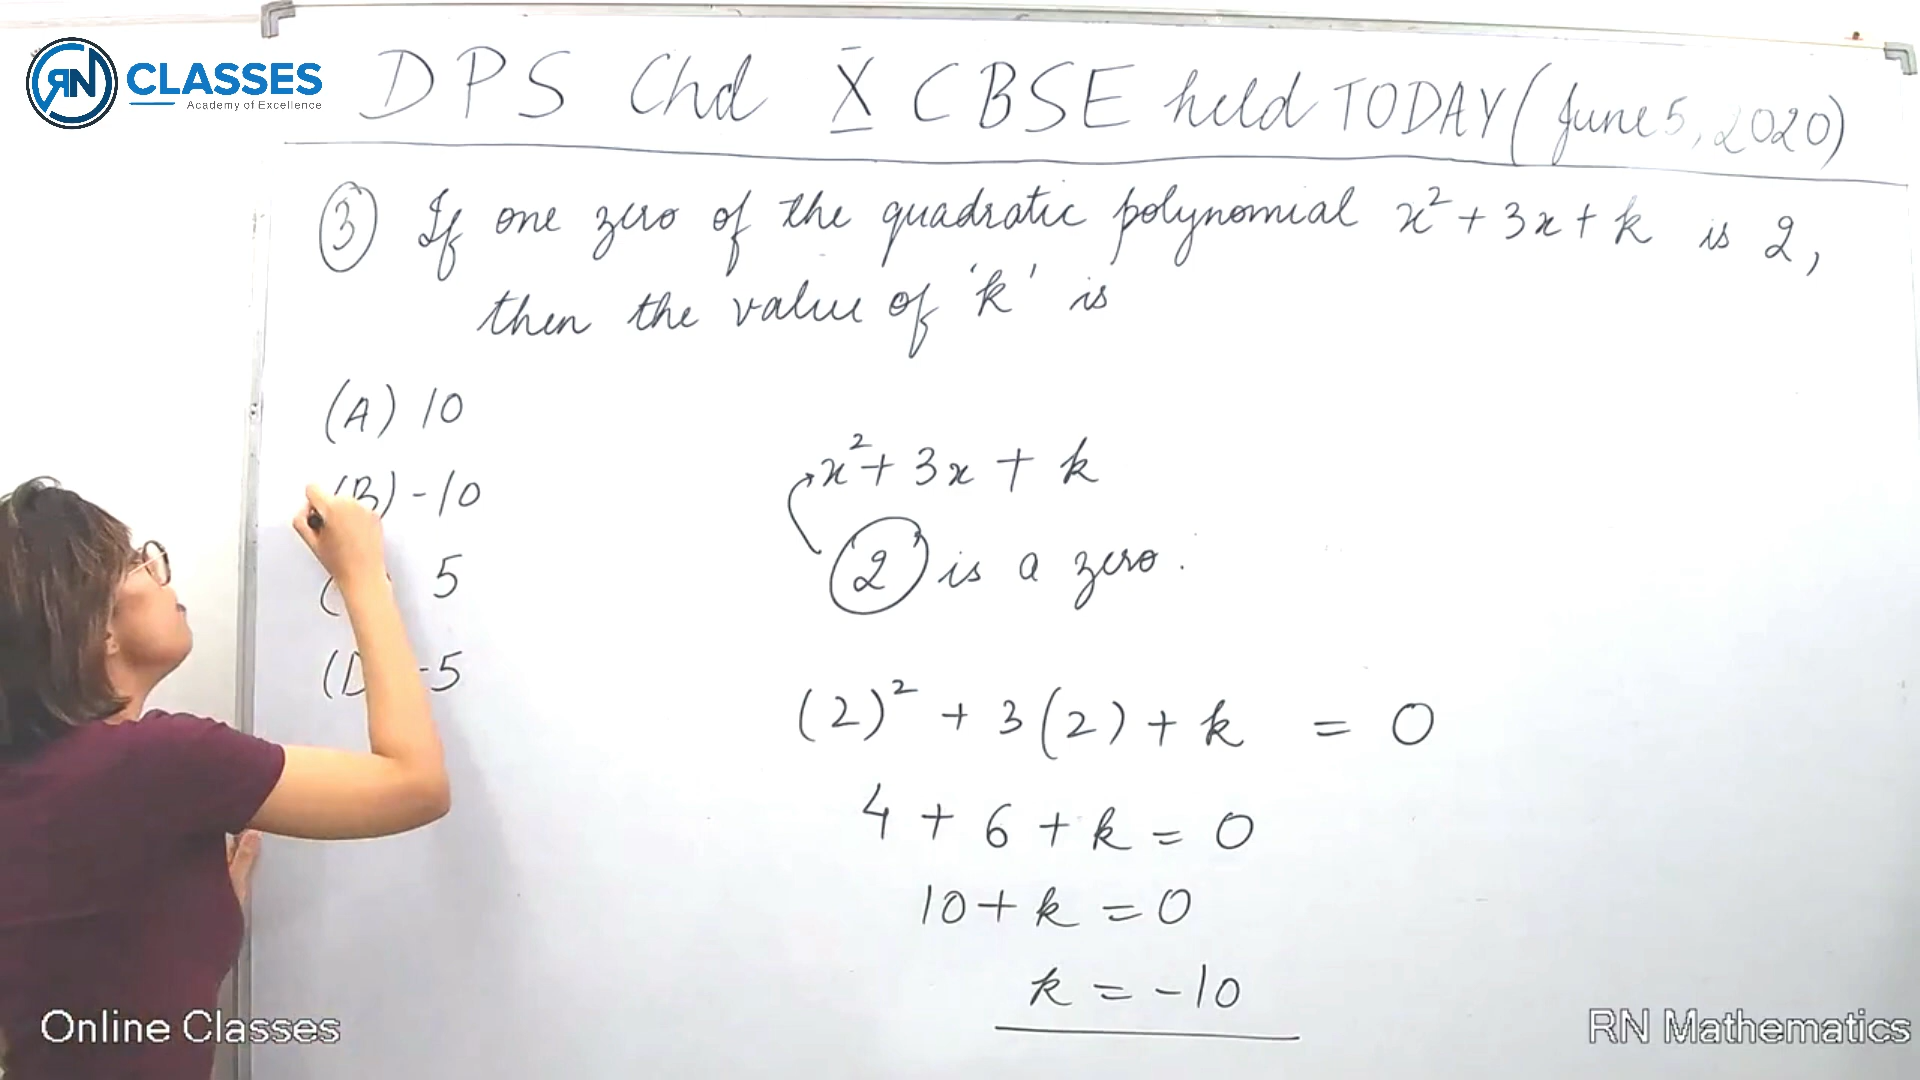 RN CLASSES
Academy of Excellence
DPS Chd X CBSE held TODAY (June 5, 2020)
3 If one zero of the quadratic polynomial x² + 3x + k is 2,
then the value of 'k' is
(A) 10
(B) -10
5
(D -5
x² + 3x + k
2 is a zero.
(2)² + 3(2) + k = 0
4 + 6 + k = 0
10 + k = 0
k = -10
Online Classes
RN Mathematics